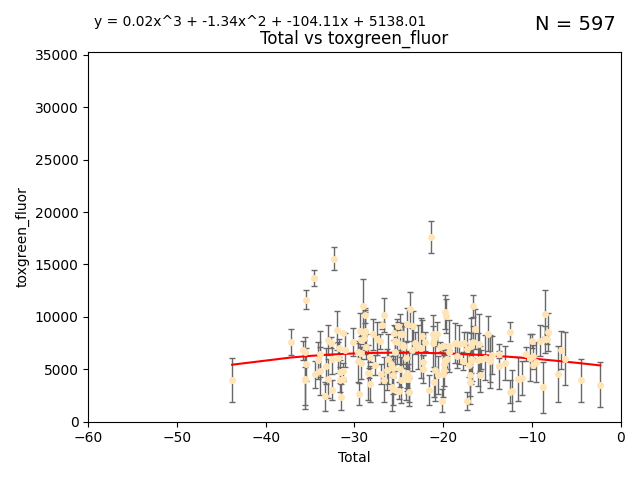 y = 0.02x^3 + -1.34x^2 + -104.11x + 5138.01
N = 597
Total vs toxgreen_fluor
35000
30000
25000
20000
15000
10000
5000
0
toxgreen_fluor
−60 −50 −40 −30 −20 −10 0
Total